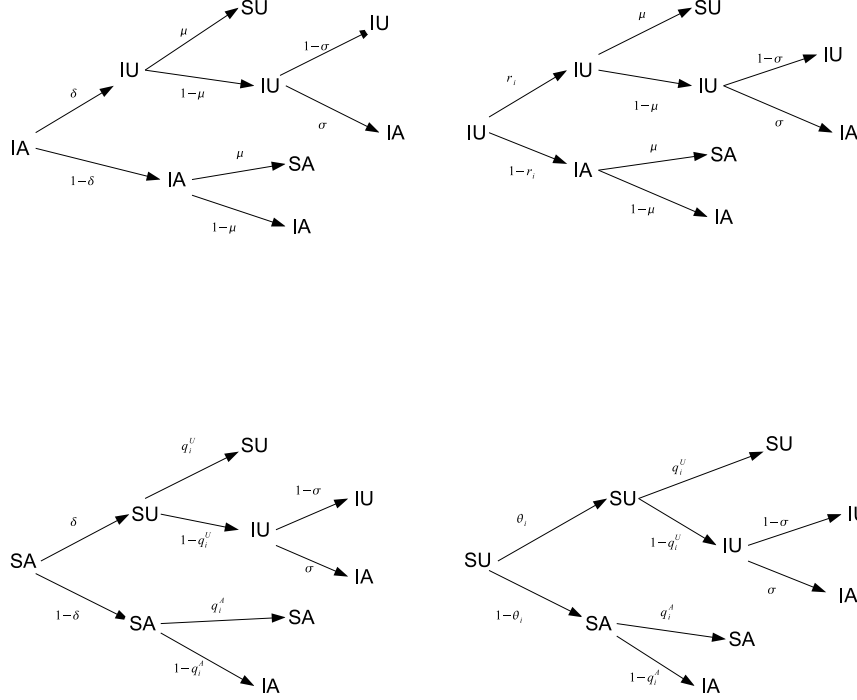 SU
μ
IU
1−σ
IU
1−μ
IU
δ
σ
IA
IA
1−δ
IA
μ
SA
1−μ
IA
SU
μ
IU
1−σ
IU
r_i
1−μ
IU
σ
IA
IU
1−r_i
IA
μ
SA
1−μ
IA
SU
q_i^U
δ
SU
1−q_i^U
IU
1−σ
IU
σ
IA
SA
1−δ
SA
q_i^A
SA
1−q_i^A
IA
SU
q_i^U
θ_i
SU
1−q_i^U
IU
1−σ
IU
σ
IA
SU
1−θ_i
SA
q_i^A
SA
1−q_i^A
IA